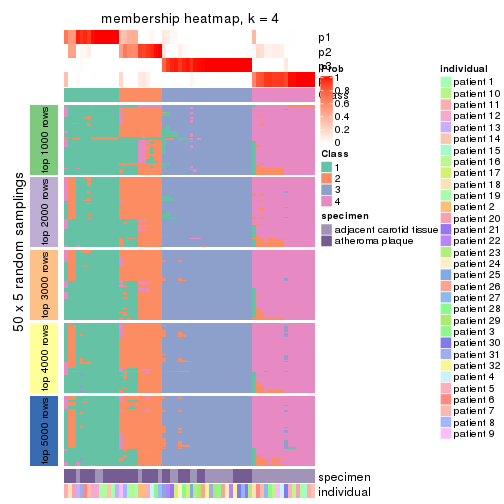 membership heatmap, k = 4
p1
p2
p3
Prob
1
0.8
0.6
0.4
0.2
0
Class
1
2
3
4
specimen
adjacent carotid tissue
atheroma plaque
individual
patient 1
patient 10
patient 11
patient 12
patient 13
patient 14
patient 15
patient 16
patient 17
patient 18
patient 19
patient 2
patient 20
patient 21
patient 22
patient 23
patient 24
patient 25
patient 26
patient 27
patient 28
patient 29
patient 3
patient 30
patient 31
patient 32
patient 4
patient 5
patient 6
patient 7
patient 8
patient 9
50 x 5 random samplings
top 1000 rows
top 2000 rows
top 3000 rows
top 4000 rows
top 5000 rows
specimen
individual